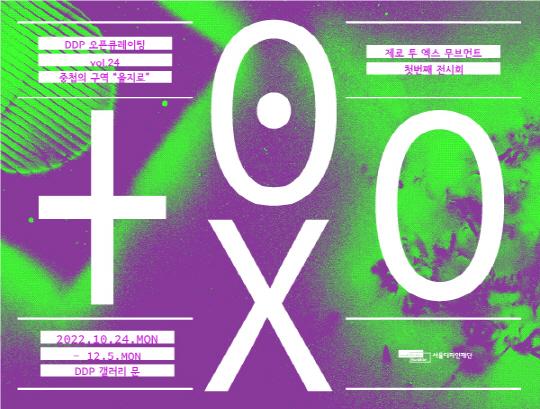 DDP 오픈큐레이팅
vol.24
중첩의 구역 "을지로"
제로 투 엑스 무브먼트
첫번째 전시회
0
+
0
X
2022.10.24.MON
– 12.5.MON
DDP 갤러리 문
서울디자인재단